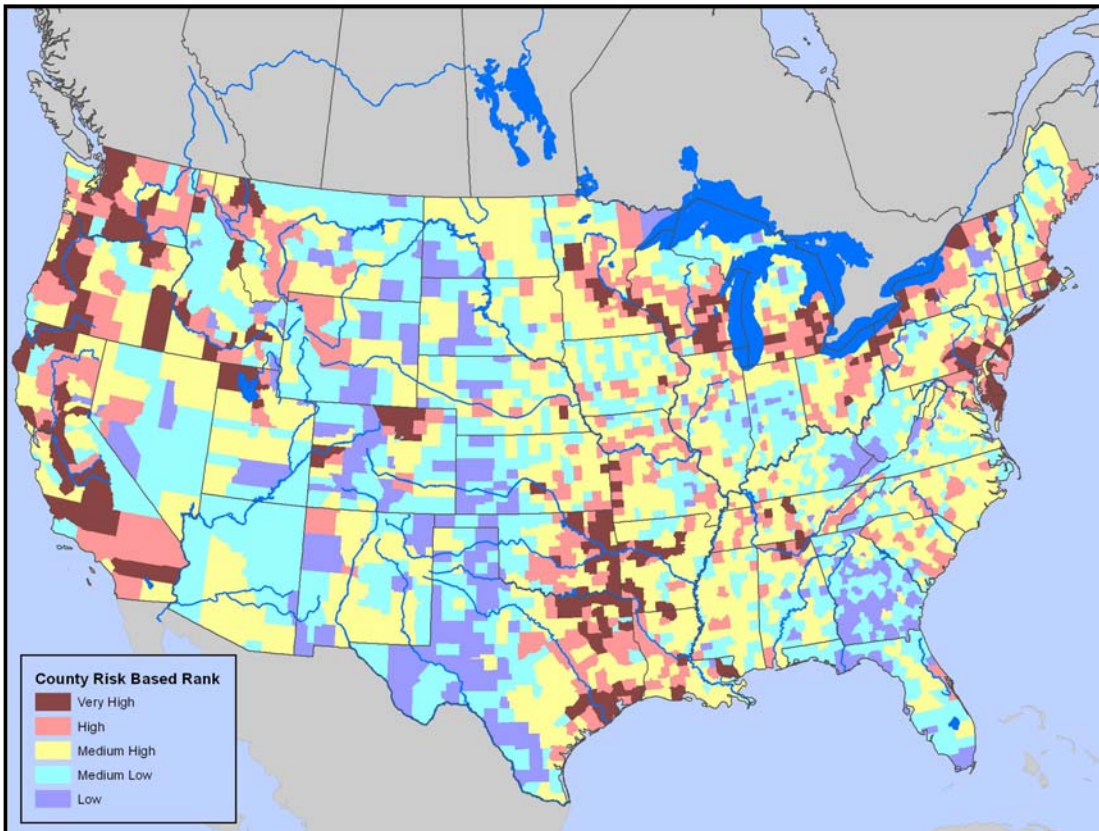 County Risk Based Rank
Very High
High
Medium High
Medium Low
Low